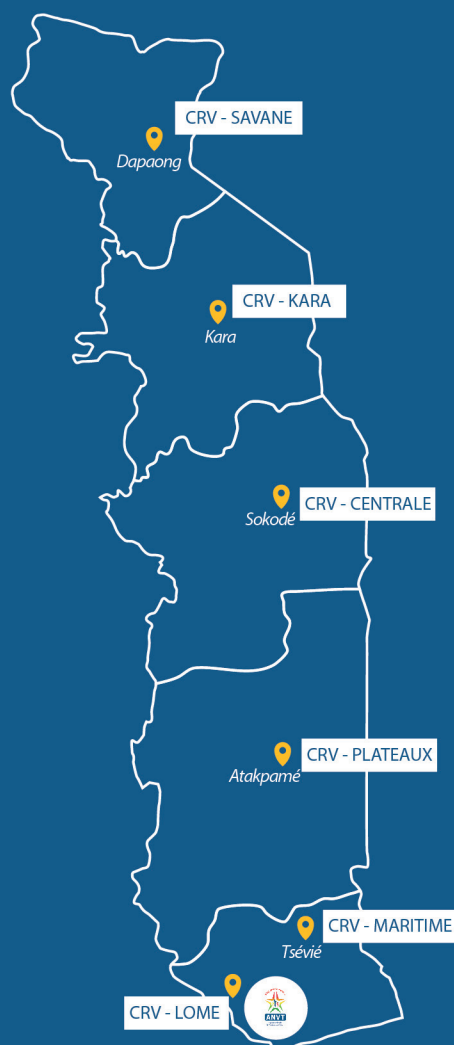 CRV - SAVANE
Dapaong
CRV - KARA
Kara
CRV - CENTRALE
Sokodé
CRV - PLATEAUX
Atakpamé
CRV - MARITIME
Tsévié
CRV - LOME
ANVT